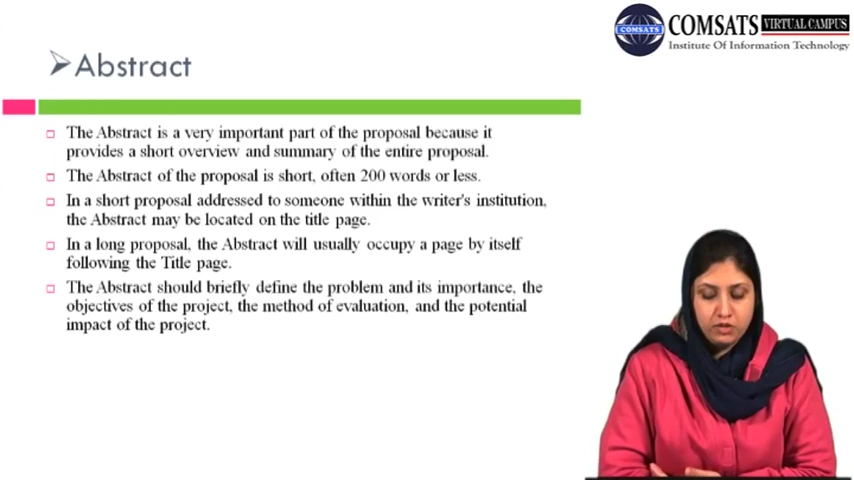 COMSATS VIRTUAL CAMPUS
COMSATS
Institute Of Information Technology
Abstract
The Abstract is a very important part of the proposal because it
provides a short overview and summary of the entire proposal.
The Abstract of the proposal is short, often 200 words or less.
In a short proposal addressed to someone within the writer's institution,
the Abstract may be located on the title page.
In a long proposal, the Abstract will usually occupy a page by itself
following the Title page.
The Abstract should briefly define the problem and its importance, the
objectives of the project, the method of evaluation, and the potential
impact of the project.